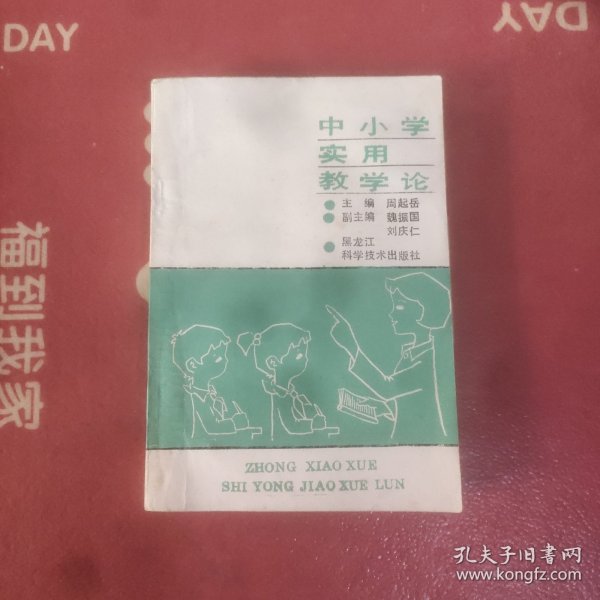 DAY
YAD
福到我家
中小学
实用
教学论
主编 周起岳
副主编 魏振国
刘庆仁
黑龙江
科学技术出版社
ZHONG XIAO XUE
SHI YONG JIAO XUE LUN
孔夫子旧书网
www.kongfz.com